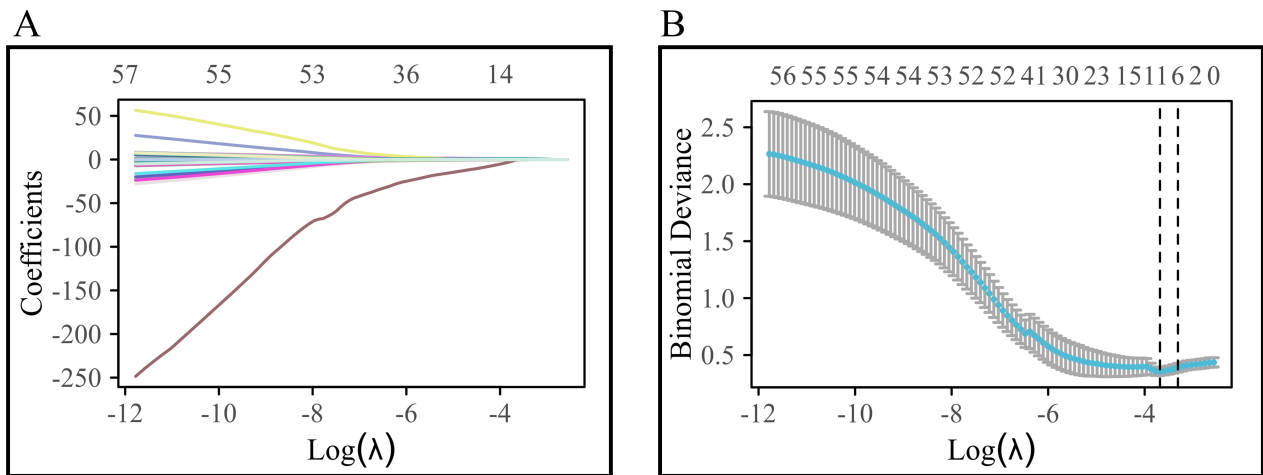 A
57 55 53 36 14
50
0
-50
-100
-150
-200
-250
Coefficients
-12 -10 -8 -6 -4
Log(λ)
B
56 55 55 54 54 53 52 52 41 30 23 15 11 6 2 0
2.5
2.0
1.5
1.0
0.5
Binomial Deviance
-12 -10 -8 -6 -4
Log(λ)